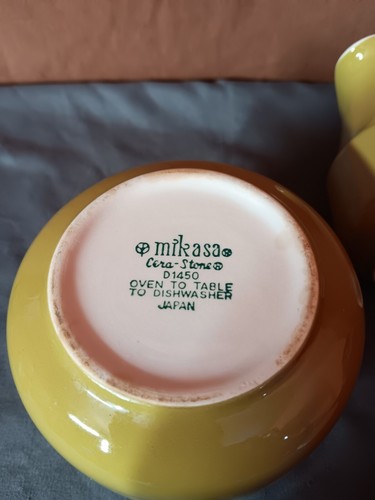 mikasa®
Cera-Stone®
D1450
OVEN TO TABLE
TO DISHWASHER
JAPAN